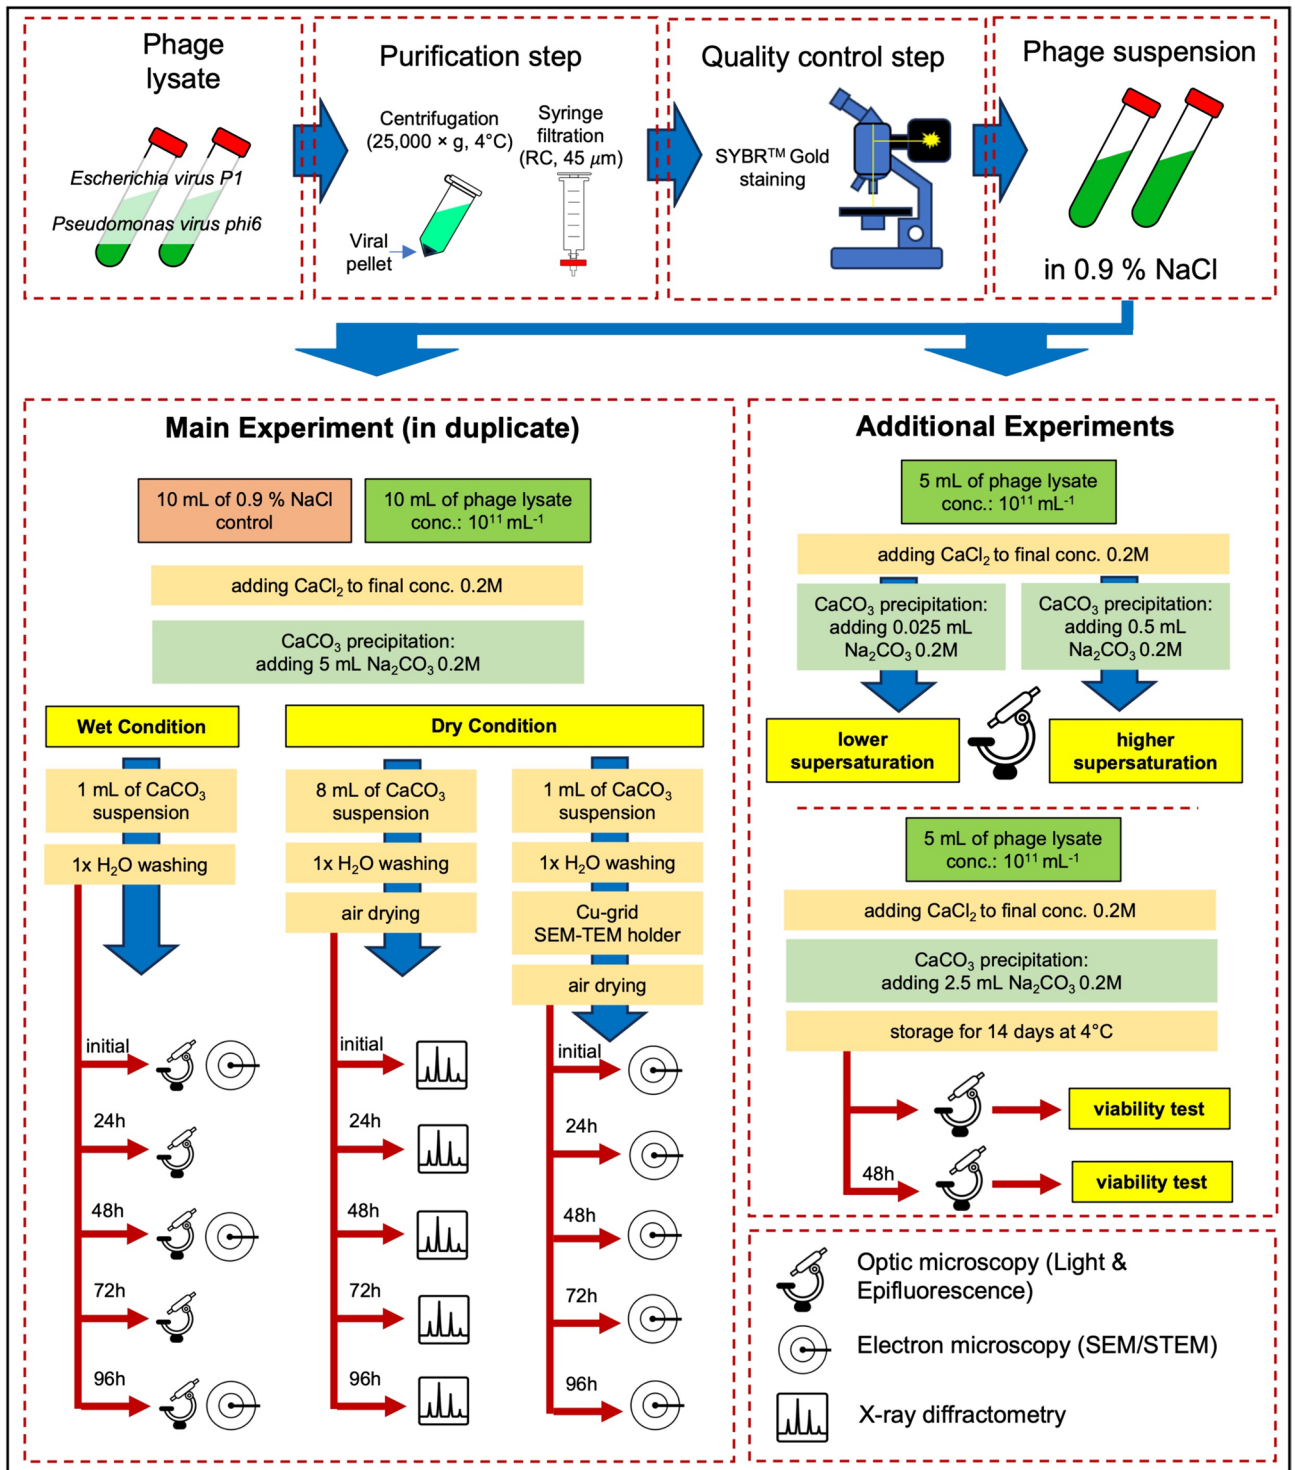 Phage
lysate
Escherichia virus P1
Pseudomonas virus phi6
Purification step
Centrifugation
(25,000 × g, 4°C)
Syringe
filtration
(RC, 45 µm)
Viral
pellet
Quality control step
SYBR™ Gold
staining
Phage suspension
in 0.9 % NaCl
Main Experiment (in duplicate)
10 mL of 0.9 % NaCl
control
10 mL of phage lysate
conc.: 10¹¹ mL⁻¹
adding CaCl₂ to final conc. 0.2M
CaCO₃ precipitation:
adding 5 mL Na₂CO₃ 0.2M
Wet Condition
Dry Condition
1 mL of CaCO₃
suspension
1x H₂O washing
initial
24h
48h
72h
96h
8 mL of CaCO₃
suspension
1x H₂O washing
air drying
initial
24h
48h
72h
96h
1 mL of CaCO₃
suspension
1x H₂O washing
Cu-grid
SEM-TEM holder
air drying
initial
24h
48h
72h
96h
Additional Experiments
5 mL of phage lysate
conc.: 10¹¹ mL⁻¹
adding CaCl₂ to final conc. 0.2M
CaCO₃ precipitation:
adding 0.025 mL
Na₂CO₃ 0.2M
CaCO₃ precipitation:
adding 0.5 mL
Na₂CO₃ 0.2M
lower
supersaturation
higher
supersaturation
5 mL of phage lysate
conc.: 10¹¹ mL⁻¹
adding CaCl₂ to final conc. 0.2M
CaCO₃ precipitation:
adding 2.5 mL Na₂CO₃ 0.2M
storage for 14 days at 4°C
viability test
48h
viability test
Optic microscopy (Light &
Epifluorescence)
Electron microscopy (SEM/STEM)
X-ray diffractometry